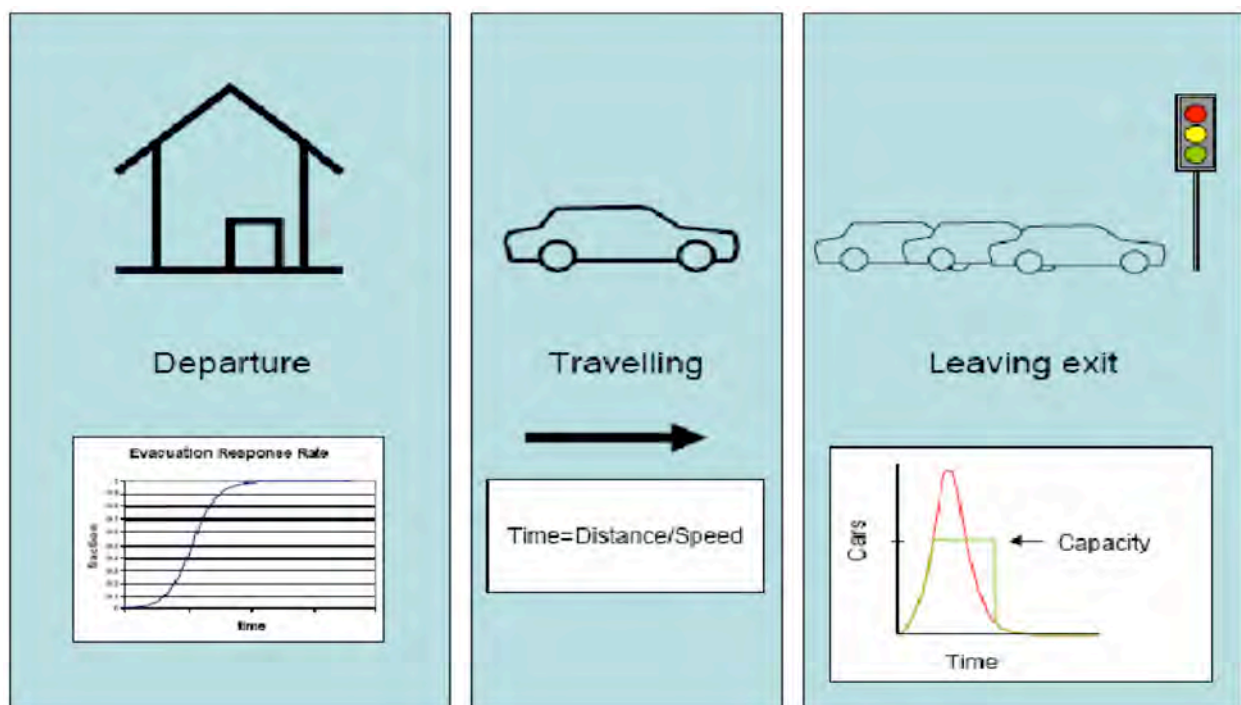 Departure
Evacuation Response Rate
time
Travelling
Time=Distance/Speed
Leaving exit
Cars
Capacity
Time